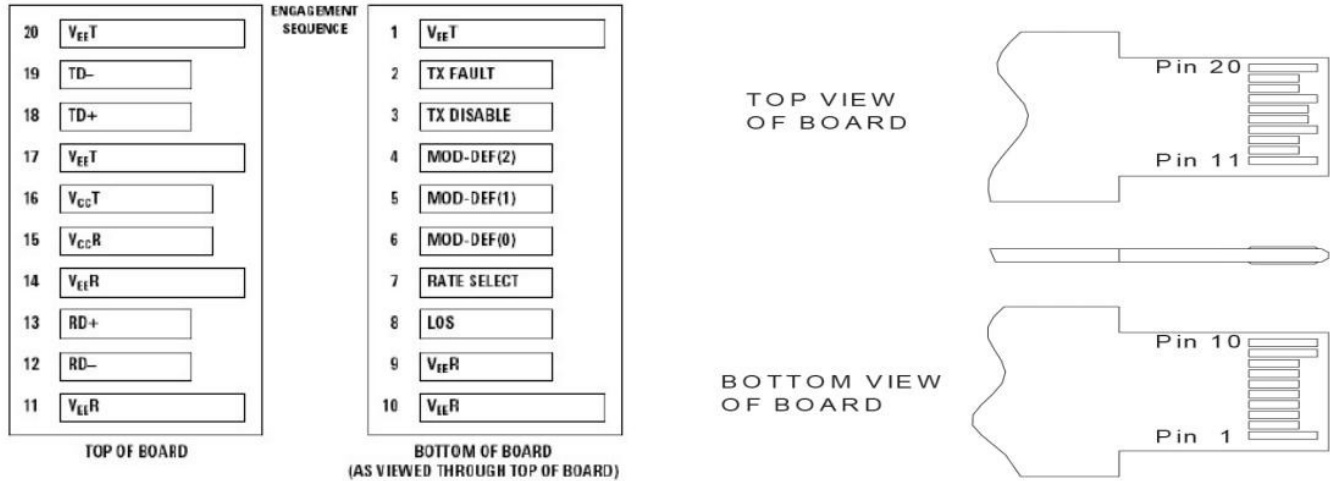 ENGAGEMENT
SEQUENCE
20 VEET
19 TD–
18 TD+
17 VEET
16 VCCT
15 VCCR
14 VEER
13 RD+
12 RD–
11 VEER
TOP OF BOARD
1 VEET
2 TX FAULT
3 TX DISABLE
4 MOD-DEF(2)
5 MOD-DEF(1)
6 MOD-DEF(0)
7 RATE SELECT
8 LOS
9 VEER
10 VEER
BOTTOM OF BOARD
(AS VIEWED THROUGH TOP OF BOARD)
TOP VIEW
OF BOARD
Pin 20
Pin 11
BOTTOM VIEW
OF BOARD
Pin 10
Pin 1